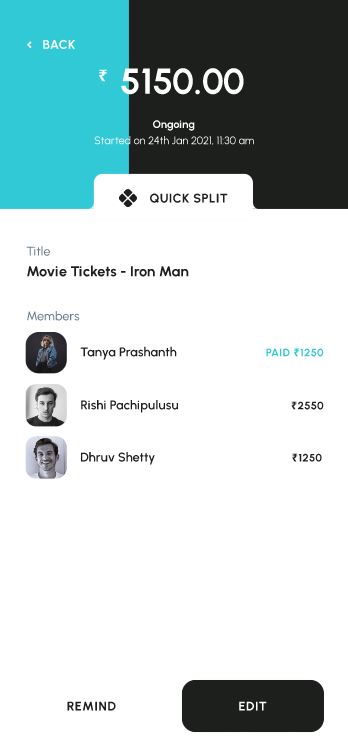 ‹ BACK
₹ 5150.00
Ongoing
Started on 24th Jan 2021, 11:30 am
QUICK SPLIT
Title
Movie Tickets - Iron Man
Members
Tanya Prashanth PAID ₹1250
Rishi Pachipulusu ₹2550
Dhruv Shetty ₹1250
REMIND EDIT